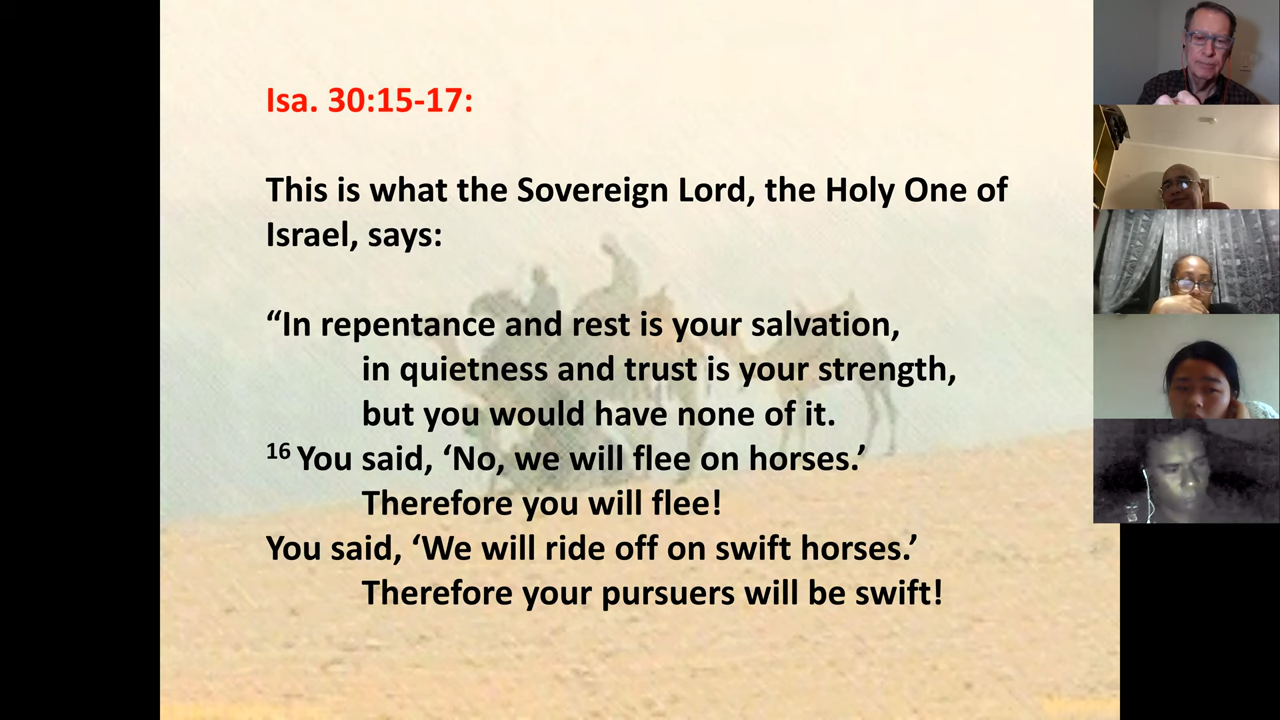 Isa. 30:15-17:
This is what the Sovereign Lord, the Holy One of
Israel, says:
“In repentance and rest is your salvation,
in quietness and trust is your strength,
but you would have none of it.
16 You said, ‘No, we will flee on horses.’
Therefore you will flee!
You said, ‘We will ride off on swift horses.’
Therefore your pursuers will be swift!